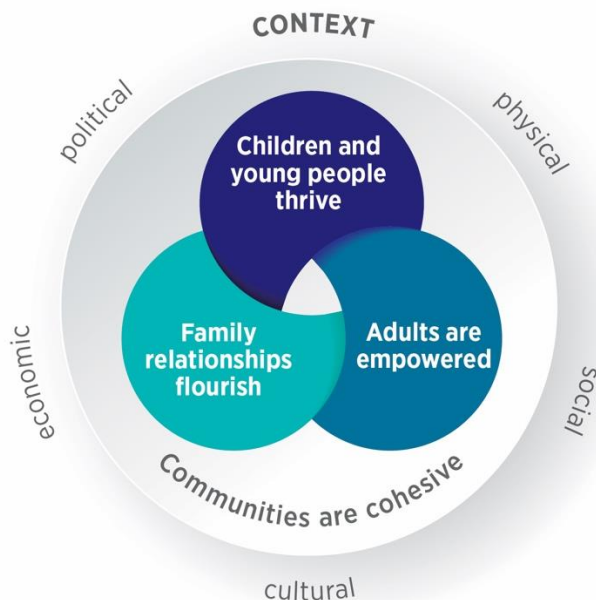 CONTEXT
political
physical
Children and
young people
thrive
Family
relationships
flourish
Adults are
empowered
economic
social
Communities are cohesive
cultural